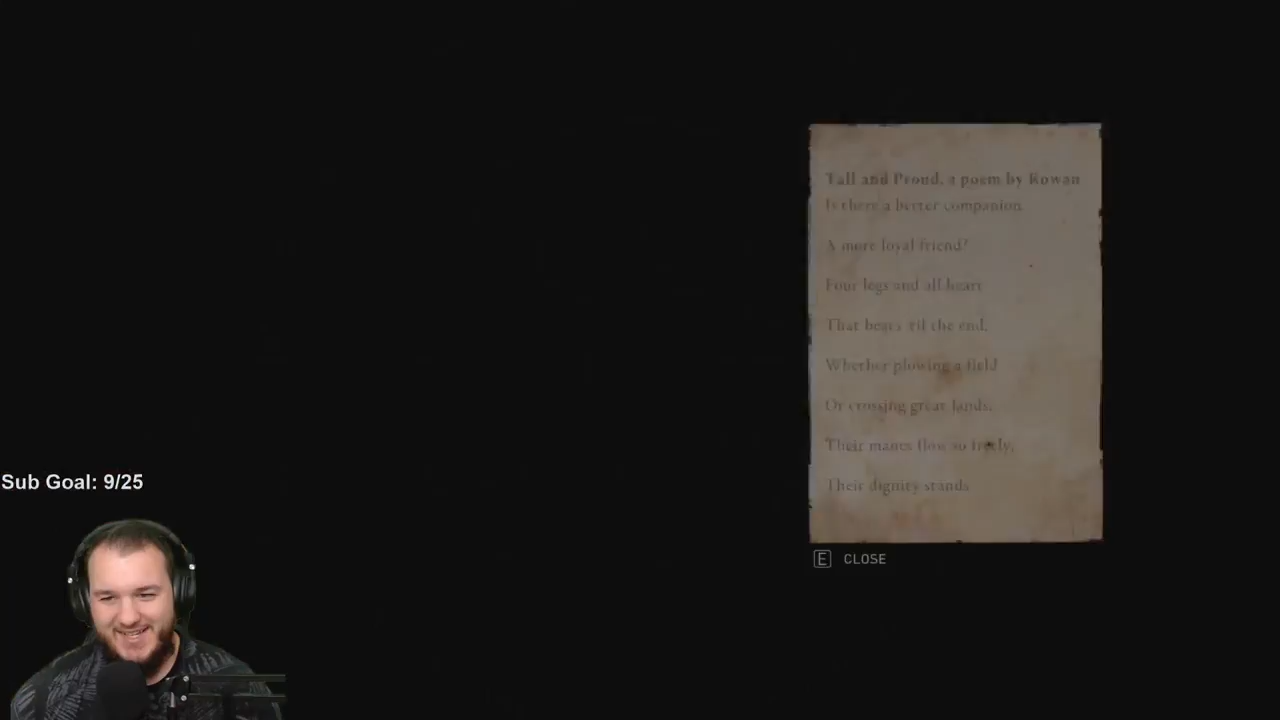 Tall and Proud, a poem by Rowan
Is there a better companion
A more loyal friend?
Four legs and all heart
That beats 'til the end.
Whether plowing a field
Or crossing great lands,
Their manes flow so freely,
Their dignity stands
E CLOSE
Sub Goal: 9/25